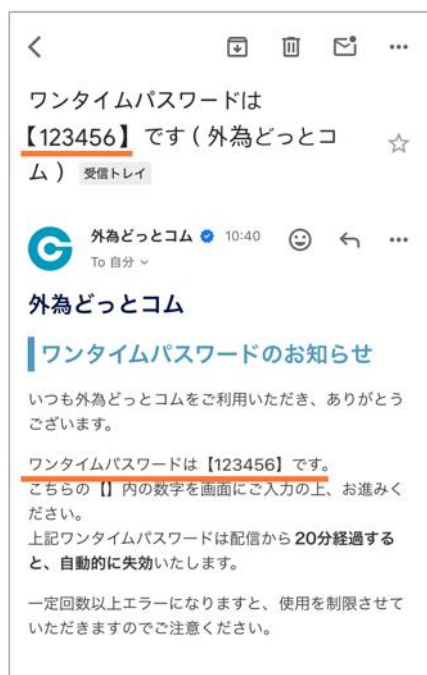 ワンタイムパスワードは
【123456】です(外為どっとコ
ム) 受信トレイ
外為どっとコム 10:40
To 自分
外為どっとコム
ワンタイムパスワードのお知らせ
いつも外為どっとコムをご利用いただき、ありがとう
ございます。
ワンタイムパスワードは【123456】です。
こちらの【】内の数字を画面にご入力の上、お進みく
ださい。
上記ワンタイムパスワードは配信から20分経過する
と、自動的に失効いたします。
一定回数以上エラーになりますと、使用を制限させて
いただきますのでご注意ください。